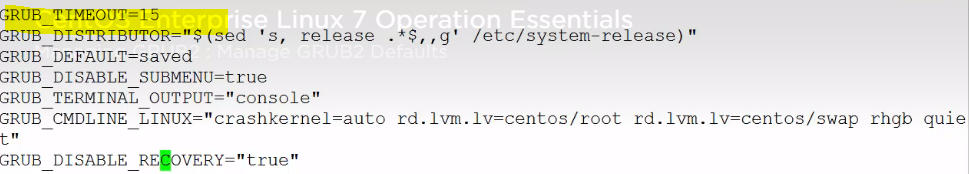 CentOS Enterprise Linux 7 Operation Essentials
GRUB_TIMEOUT=15
GRUB_DISTRIBUTOR="$(sed 's, release .*$,,g' /etc/system-release)"
GRUB2 : Manage GRUB2 Defaults
GRUB_DEFAULT=saved
GRUB_DISABLE_SUBMENU=true
GRUB_TERMINAL_OUTPUT="console"
GRUB_CMDLINE_LINUX="crashkernel=auto rd.lvm.lv=centos/root rd.lvm.lv=centos/swap rhgb quie
t"
GRUB_DISABLE_RECOVERY="true"